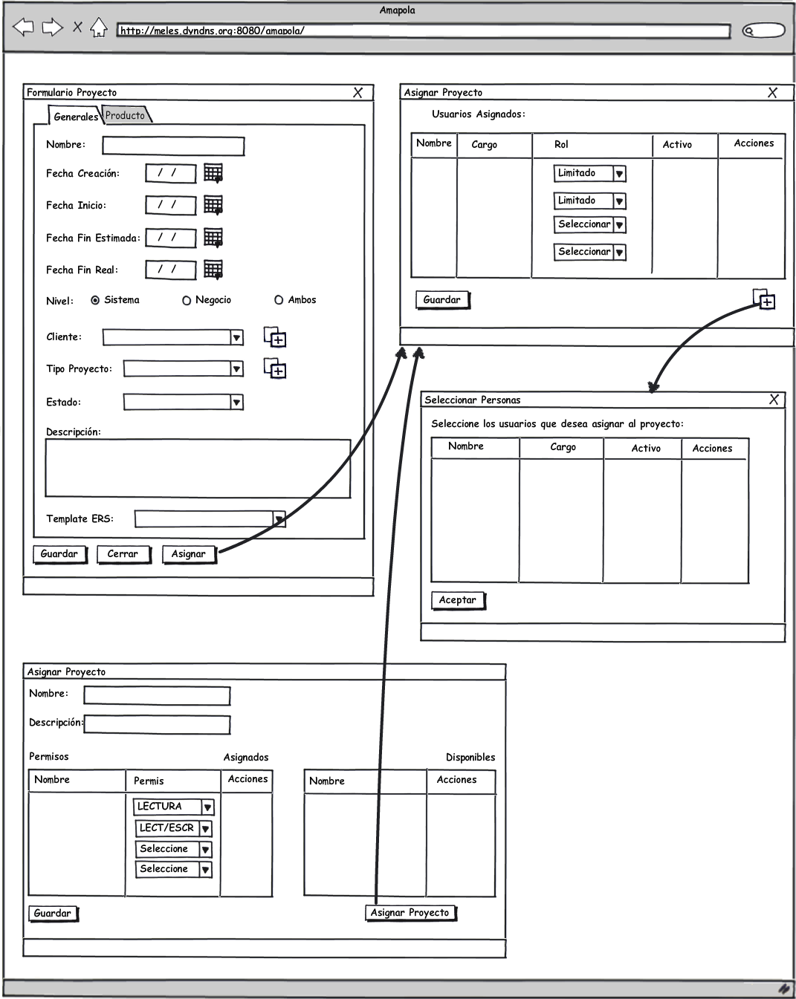 Amapola
http://meles.dyndns.org:8080/amapola/
Formulario Proyecto
Generales Producto
Nombre:
Fecha Creación: / /
Fecha Inicio: / /
Fecha Fin Estimada: / /
Fecha Fin Real: / /
Nivel: Sistema Negocio Ambos
Cliente:
Tipo Proyecto:
Estado:
Descripción:
Template ERS:
Guardar Cerrar Asignar
Asignar Proyecto
Usuarios Asignados:
Nombre Cargo Rol Activo Acciones
Limitado
Limitado
Seleccionar
Seleccionar
Guardar
Seleccionar Personas
Seleccione los usuarios que desea asignar al proyecto:
Nombre Cargo Activo Acciones
Aceptar
Asignar Proyecto
Nombre:
Descripción:
Permisos Asignados Disponibles
Nombre Permis Acciones Nombre Acciones
LECTURA
LECT/ESCR
Seleccione
Seleccione
Guardar Asignar Proyecto